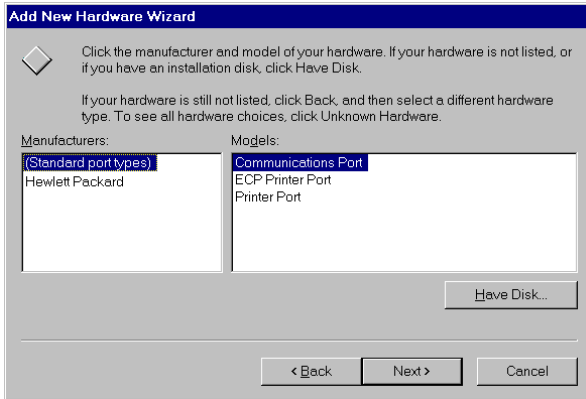 Add New Hardware Wizard
Click the manufacturer and model of your hardware. If your hardware is not listed, or
if you have an installation disk, click Have Disk.
If your hardware is still not listed, click Back, and then select a different hardware
type. To see all hardware choices, click Unknown Hardware.
Manufacturers:
(Standard port types)
Hewlett Packard
Models:
Communications Port
ECP Printer Port
Printer Port
Have Disk...
< Back
Next >
Cancel